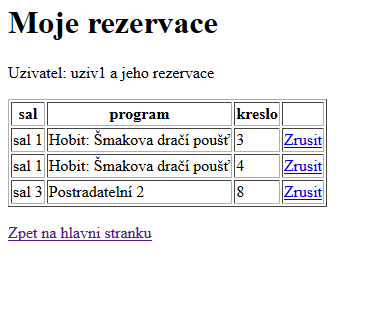 Moje rezervace
Uzivatel: uziv1 a jeho rezervace
sal program kreslo
sal 1 Hobit: Šmakova dračí poušť 3 Zrusit
sal 1 Hobit: Šmakova dračí poušť 4 Zrusit
sal 3 Postradatelní 2 8 Zrusit
Zpet na hlavni stranku